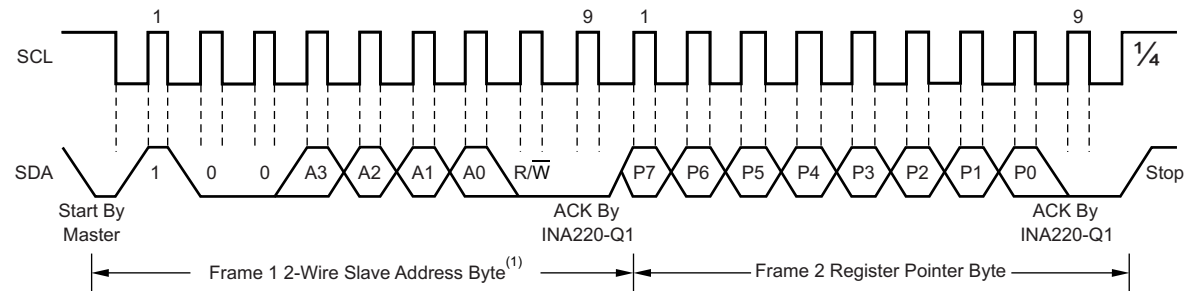 1 9 1 9
SCL
¼
SDA
1 0 0 A3 A2 A1 A0 R/W̅ P7 P6 P5 P4 P3 P2 P1 P0 Stop
Start By
Master
ACK By
INA220-Q1
ACK By
INA220-Q1
Frame 1 2-Wire Slave Address Byte(1)
Frame 2 Register Pointer Byte